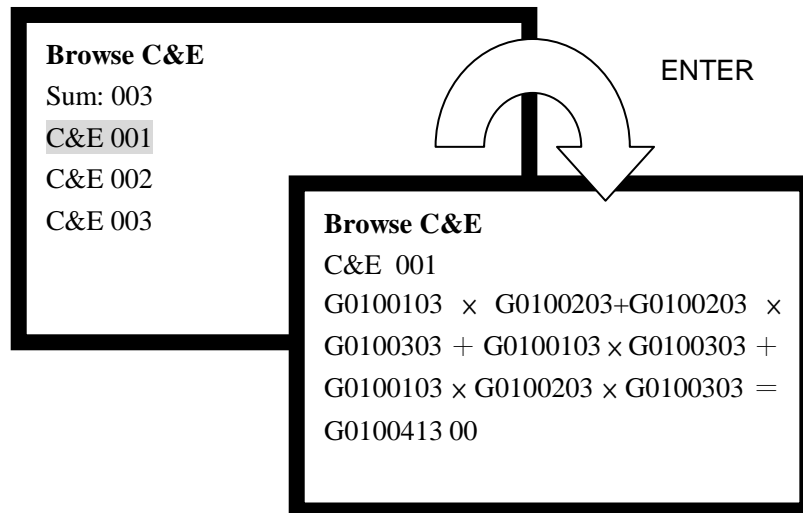 Browse C&E
Sum: 003
C&E 001
C&E 002
C&E 003
ENTER
Browse C&E
C&E 001
G0100103 × G0100203+G0100203 ×
G0100303 + G0100103 × G0100303 +
G0100103 × G0100203 × G0100303 =
G0100413 00